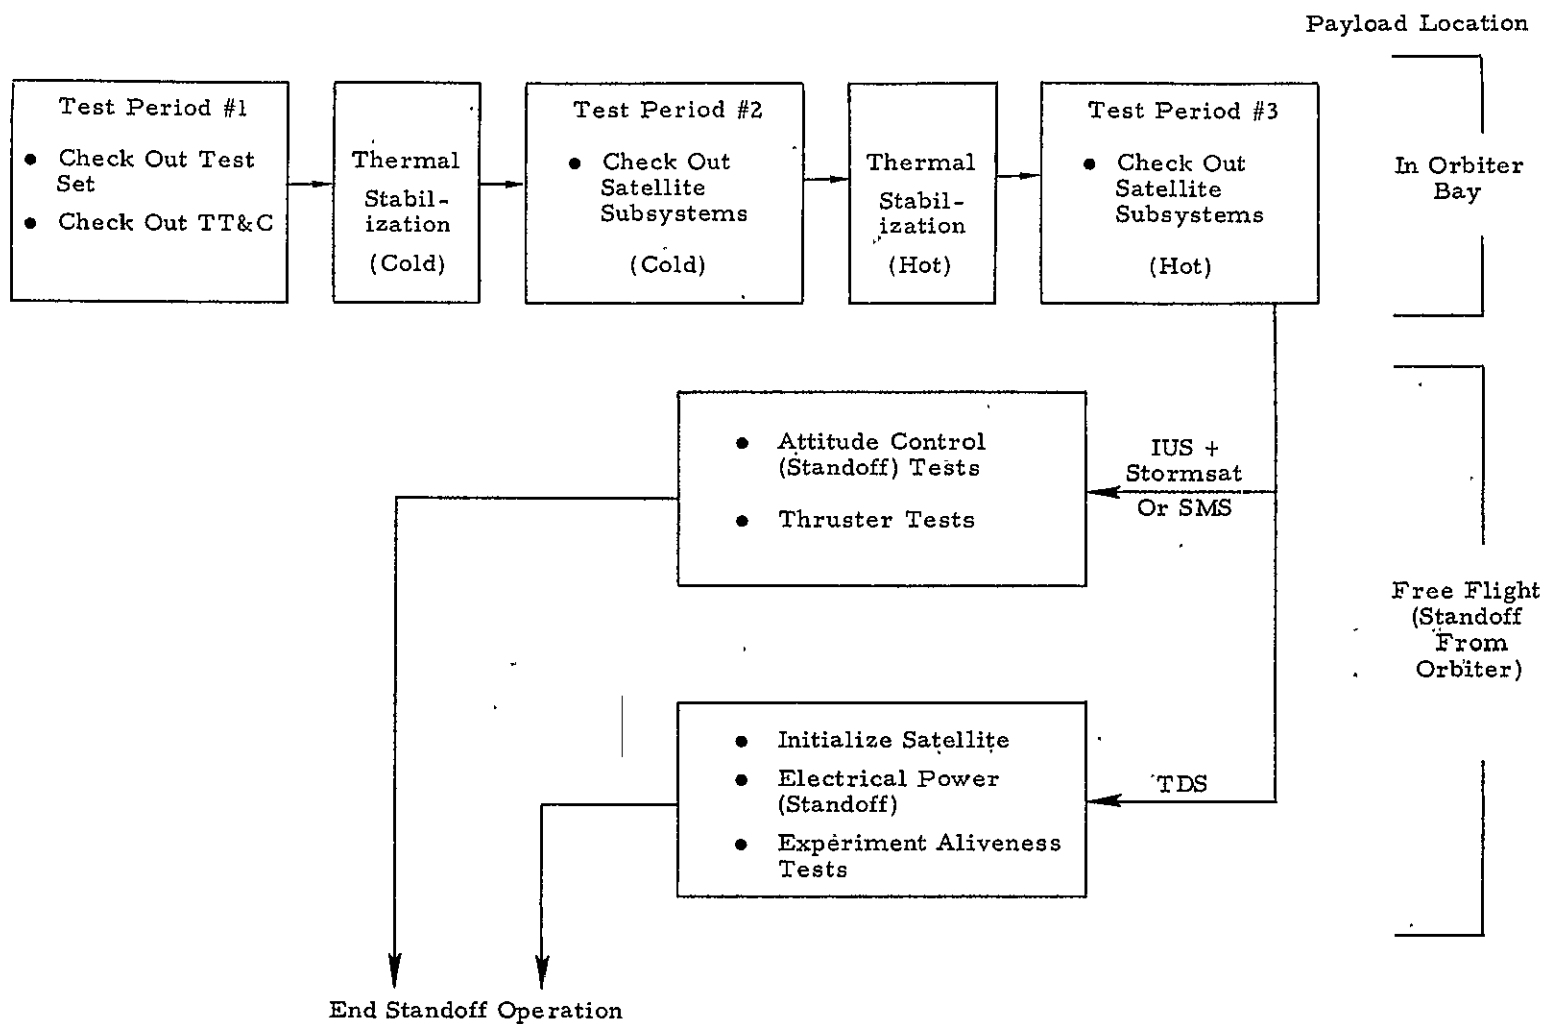 Payload Location
Test Period #1
• Check Out Test
Set
• Check Out TT&C
Thermal
Stabil-
ization
(Cold)
Test Period #2
• Check Out
Satellite
Subsystems
(Cold)
Thermal
Stabil-
ization
(Hot)
Test Period #3
• Check Out
Satellite
Subsystems
(Hot)
In Orbiter
Bay
• Attitude Control
(Standoff) Tests
• Thruster Tests
IUS +
Stormsat
Or SMS
Free Flight
(Standoff
From
Orbiter)
• Initialize Satellite
• Electrical Power
(Standoff)
• Experiment Aliveness
Tests
TDS
End Standoff Operation